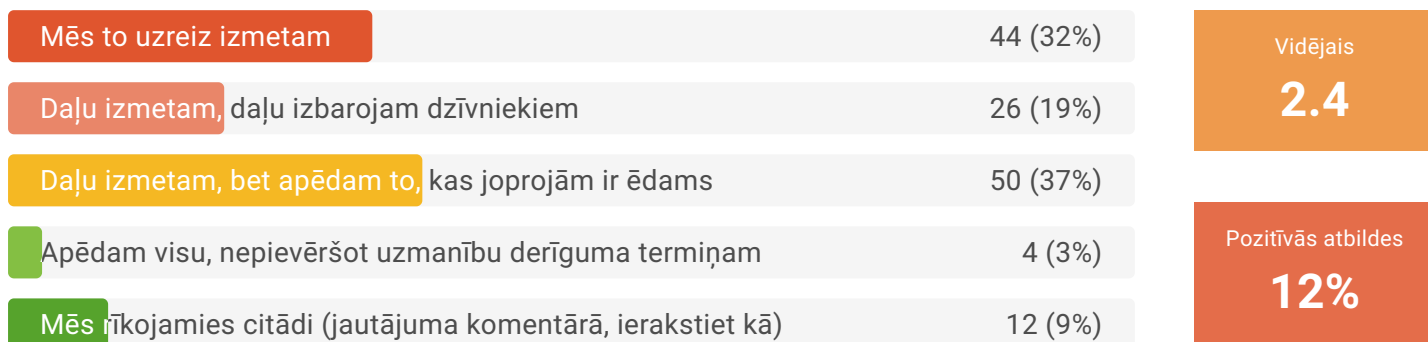 Mēs to uzreiz izmetam 44 (32%)
Daļu izmetam, daļu izbarojam dzīvniekiem 26 (19%)
Daļu izmetam, bet apēdam to, kas joprojām ir ēdams 50 (37%)
Apēdam visu, nepievēršot uzmanību derīguma termiņam 4 (3%)
Mēs rīkojamies citādi (jautājuma komentārā, ierakstiet kā) 12 (9%)
Vidējais
2.4
Pozitīvās atbildes
12%